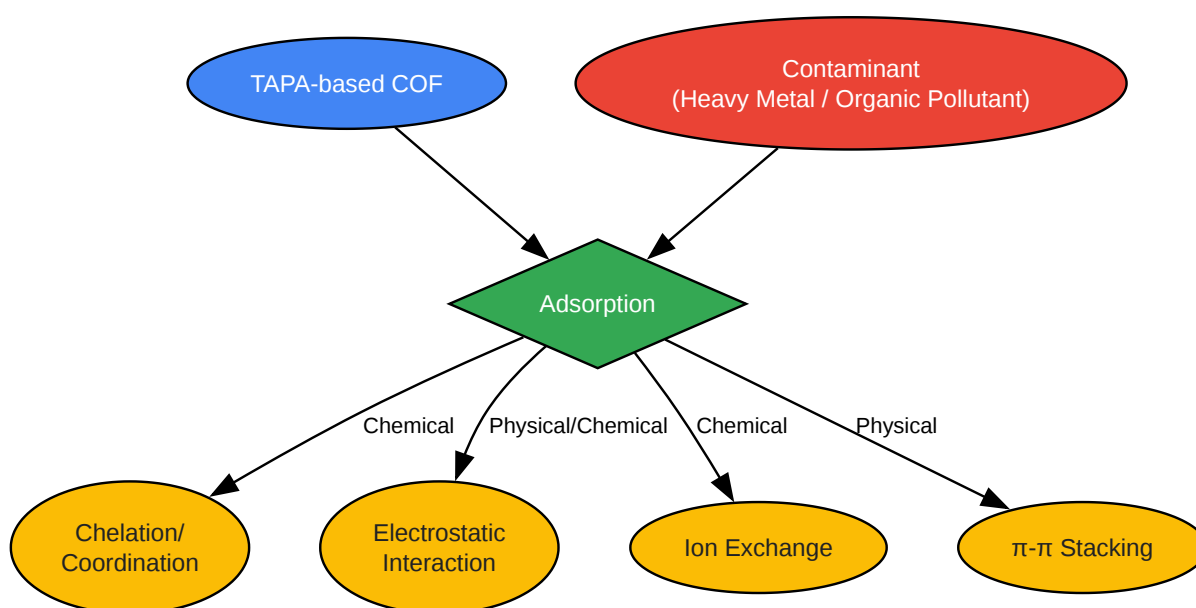 TAPA-based COF
Contaminant
(Heavy Metal / Organic Pollutant)
Adsorption
Chemical
Physical/Chemical
Chemical
Physical
Chelation/
Coordination
Electrostatic
Interaction
Ion Exchange
π-π Stacking